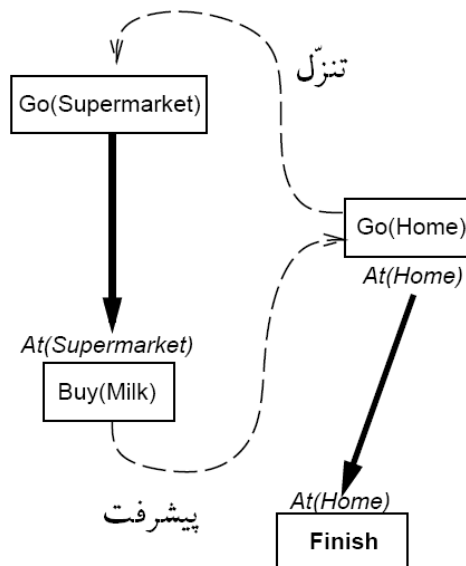 تنزّل
Go(Supermarket)
Go(Home)
At(Home)
At(Supermarket)
Buy(Milk)
پیشرفت
At(Home)
Finish